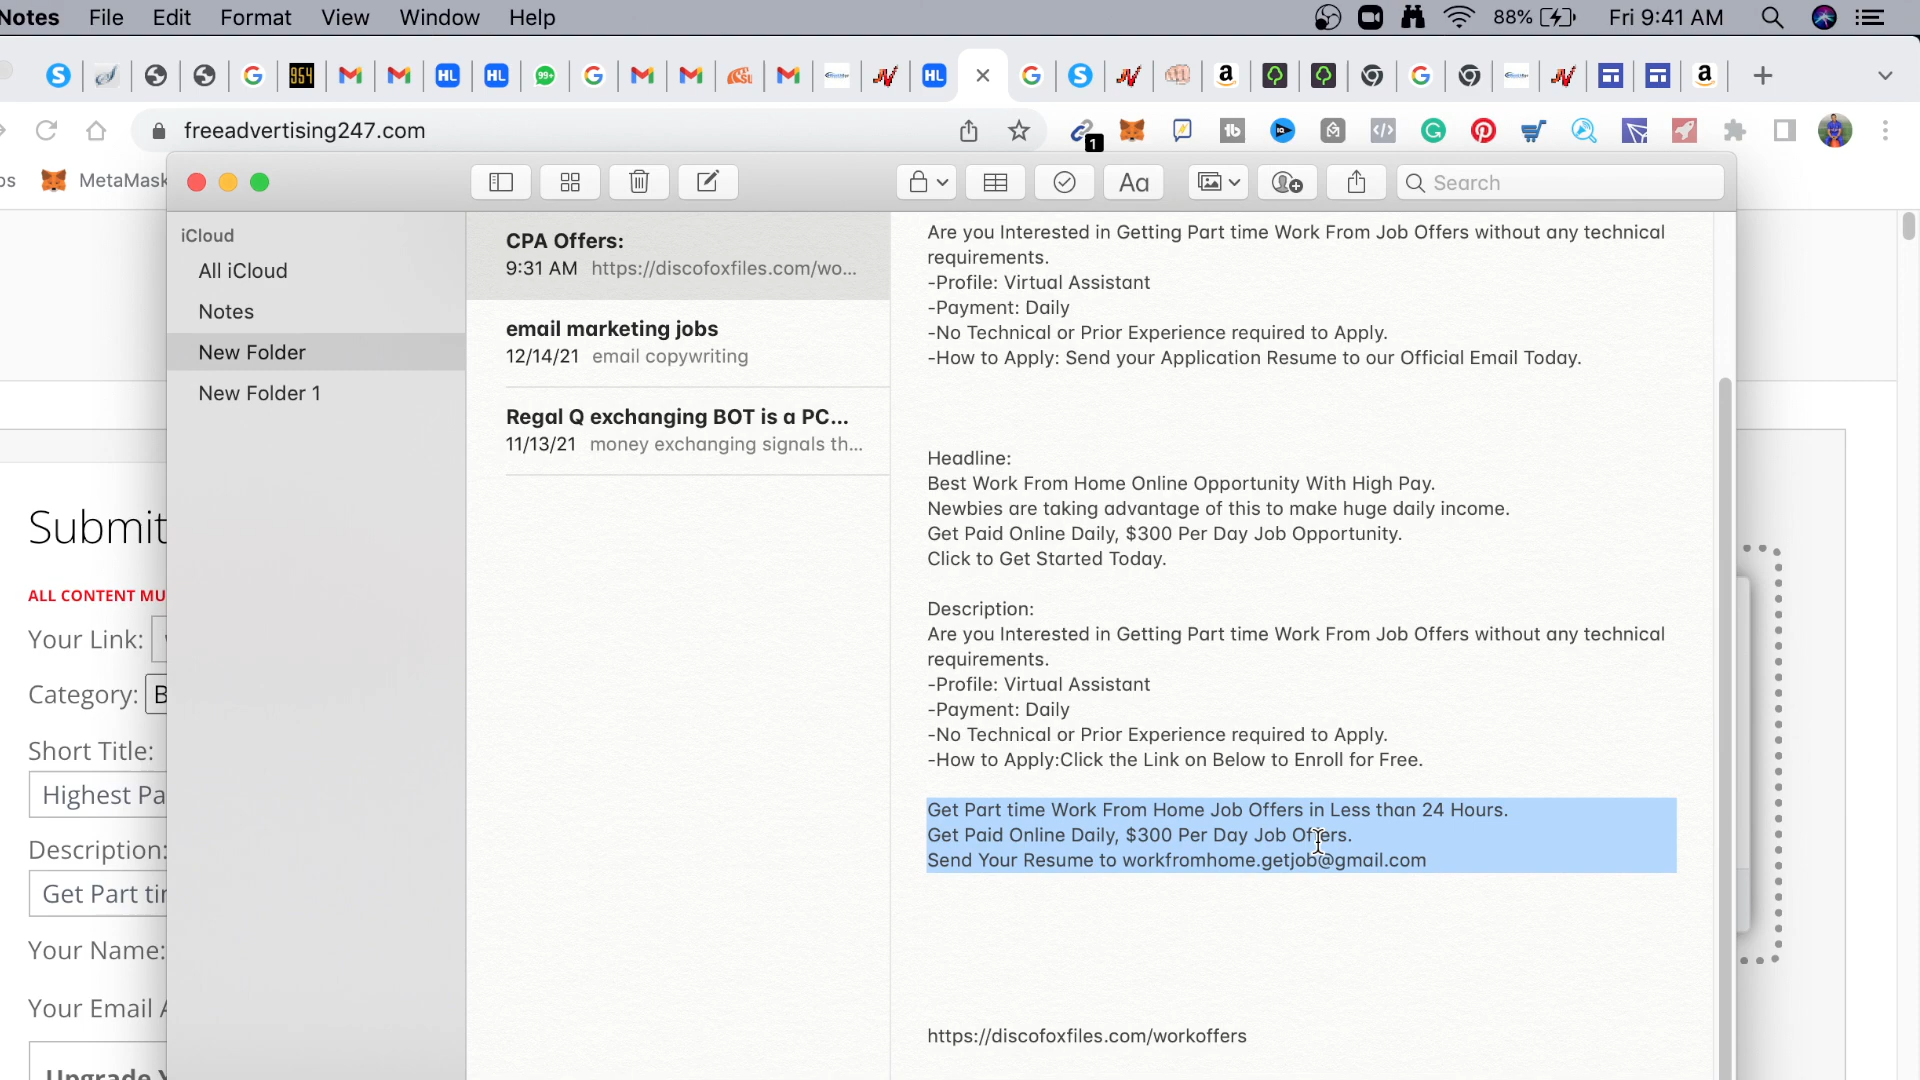 Notes File Edit Format View Window Help 88% Fri 9:41 AM
HL HL 99+ HL
freeadvertising247.com 1
ps MetaMask
Aa Search
iCloud
All iCloud
Notes
New Folder
New Folder 1
CPA Offers:
9:31 AM https://discofoxfiles.com/wo...
email marketing jobs
12/14/21 email copywriting
Regal Q exchanging BOT is a PC...
11/13/21 money exchanging signals th...
Are you Interested in Getting Part time Work From Job Offers without any technical
requirements.
-Profile: Virtual Assistant
-Payment: Daily
-No Technical or Prior Experience required to Apply.
-How to Apply: Send your Application Resume to our Official Email Today.
Headline:
Best Work From Home Online Opportunity With High Pay.
Newbies are taking advantage of this to make huge daily income.
Get Paid Online Daily, $300 Per Day Job Opportunity.
Click to Get Started Today.
Description:
Are you Interested in Getting Part time Work From Job Offers without any technical
requirements.
-Profile: Virtual Assistant
-Payment: Daily
-No Technical or Prior Experience required to Apply.
-How to Apply:Click the Link on Below to Enroll for Free.
Get Part time Work From Home Job Offers in Less than 24 Hours.
Get Paid Online Daily, $300 Per Day Job Offers.
Send Your Resume to workfromhome.getjob@gmail.com
https://discofoxfiles.com/workoffers
Submit
ALL CONTENT MU
Your Link:
Category: B
Short Title:
Highest Pa
Description:
Get Part tim
Your Name:
Your Email A
Upgrade Y